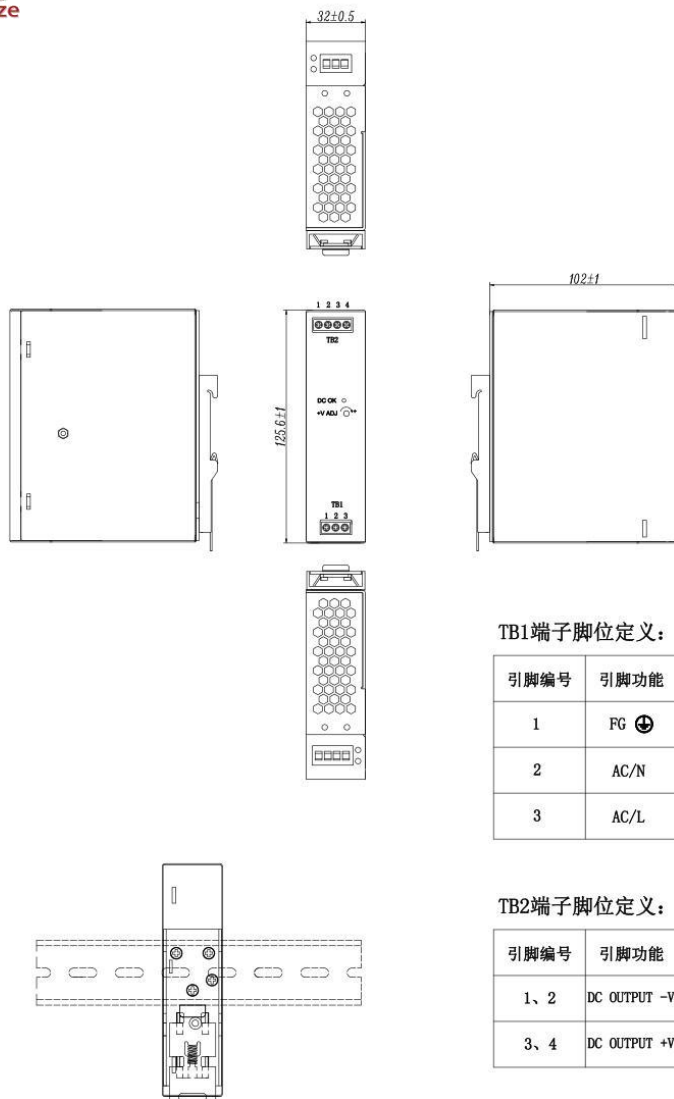 ze
32±0.5
102±1
1 2 3 4
TB2
DC OK
+V ADJ
125.6±1
TB1
1 2 3
TB1端子脚位定义:
引脚编号 引脚功能
1 FG
2 AC/N
3 AC/L
TB2端子脚位定义:
引脚编号 引脚功能
1、2 DC OUTPUT -V
3、4 DC OUTPUT +V